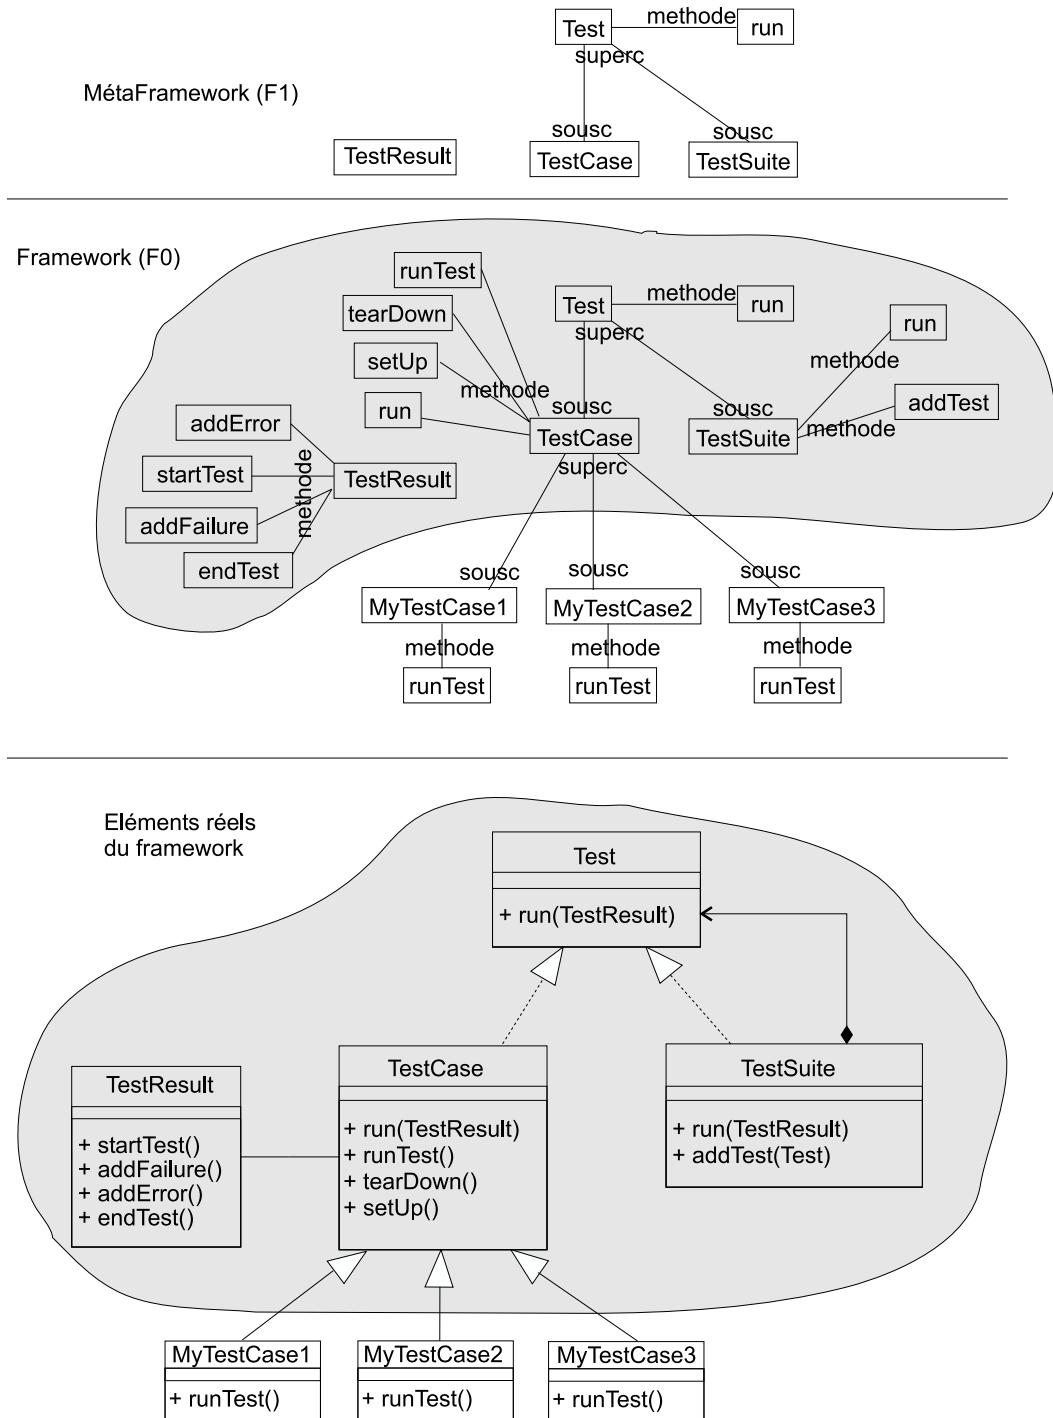 methode
Test
run
superc
MétaFramework (F1)
sousc
sousc
TestResult
TestCase
TestSuite
Framework (F0)
runTest
methode
Test
run
tearDown
superc
run
setUp
methode
methode
run
sousc
sousc
addTest
addError
TestCase
TestSuite
methode
superc
startTest
methode
TestResult
addFailure
endTest
sousc
sousc
sousc
MyTestCase1
MyTestCase2
MyTestCase3
methode
methode
methode
runTest
runTest
runTest
Eléments réels
du framework
Test
+ run(TestResult)
TestResult
+ startTest()
+ addFailure()
+ addError()
+ endTest()
TestCase
+ run(TestResult)
+ runTest()
+ tearDown()
+ setUp()
TestSuite
+ run(TestResult)
+ addTest(Test)
MyTestCase1
+ runTest()
MyTestCase2
+ runTest()
MyTestCase3
+ runTest()